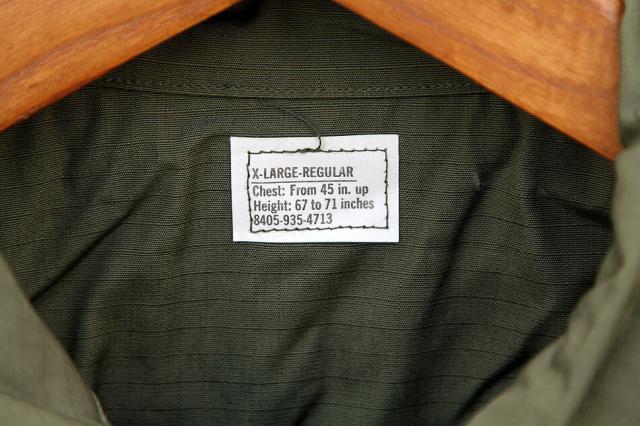 X-LARGE-REGULAR
Chest: From 45 in. up
Height: 67 to 71 inches
8405-935-4713